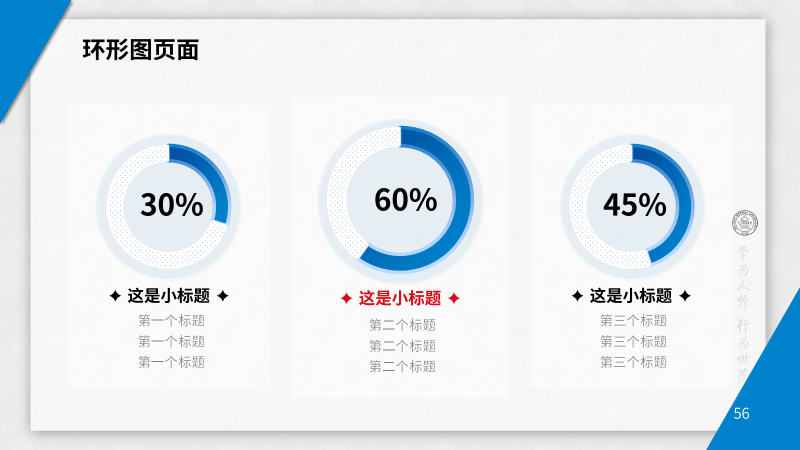 环形图页面
30%
✦ 这是小标题 ✦
第一个标题
第一个标题
第一个标题
60%
✦ 这是小标题 ✦
第二个标题
第二个标题
第二个标题
45%
✦ 这是小标题 ✦
第三个标题
第三个标题
第三个标题
学为人师 行为世
56